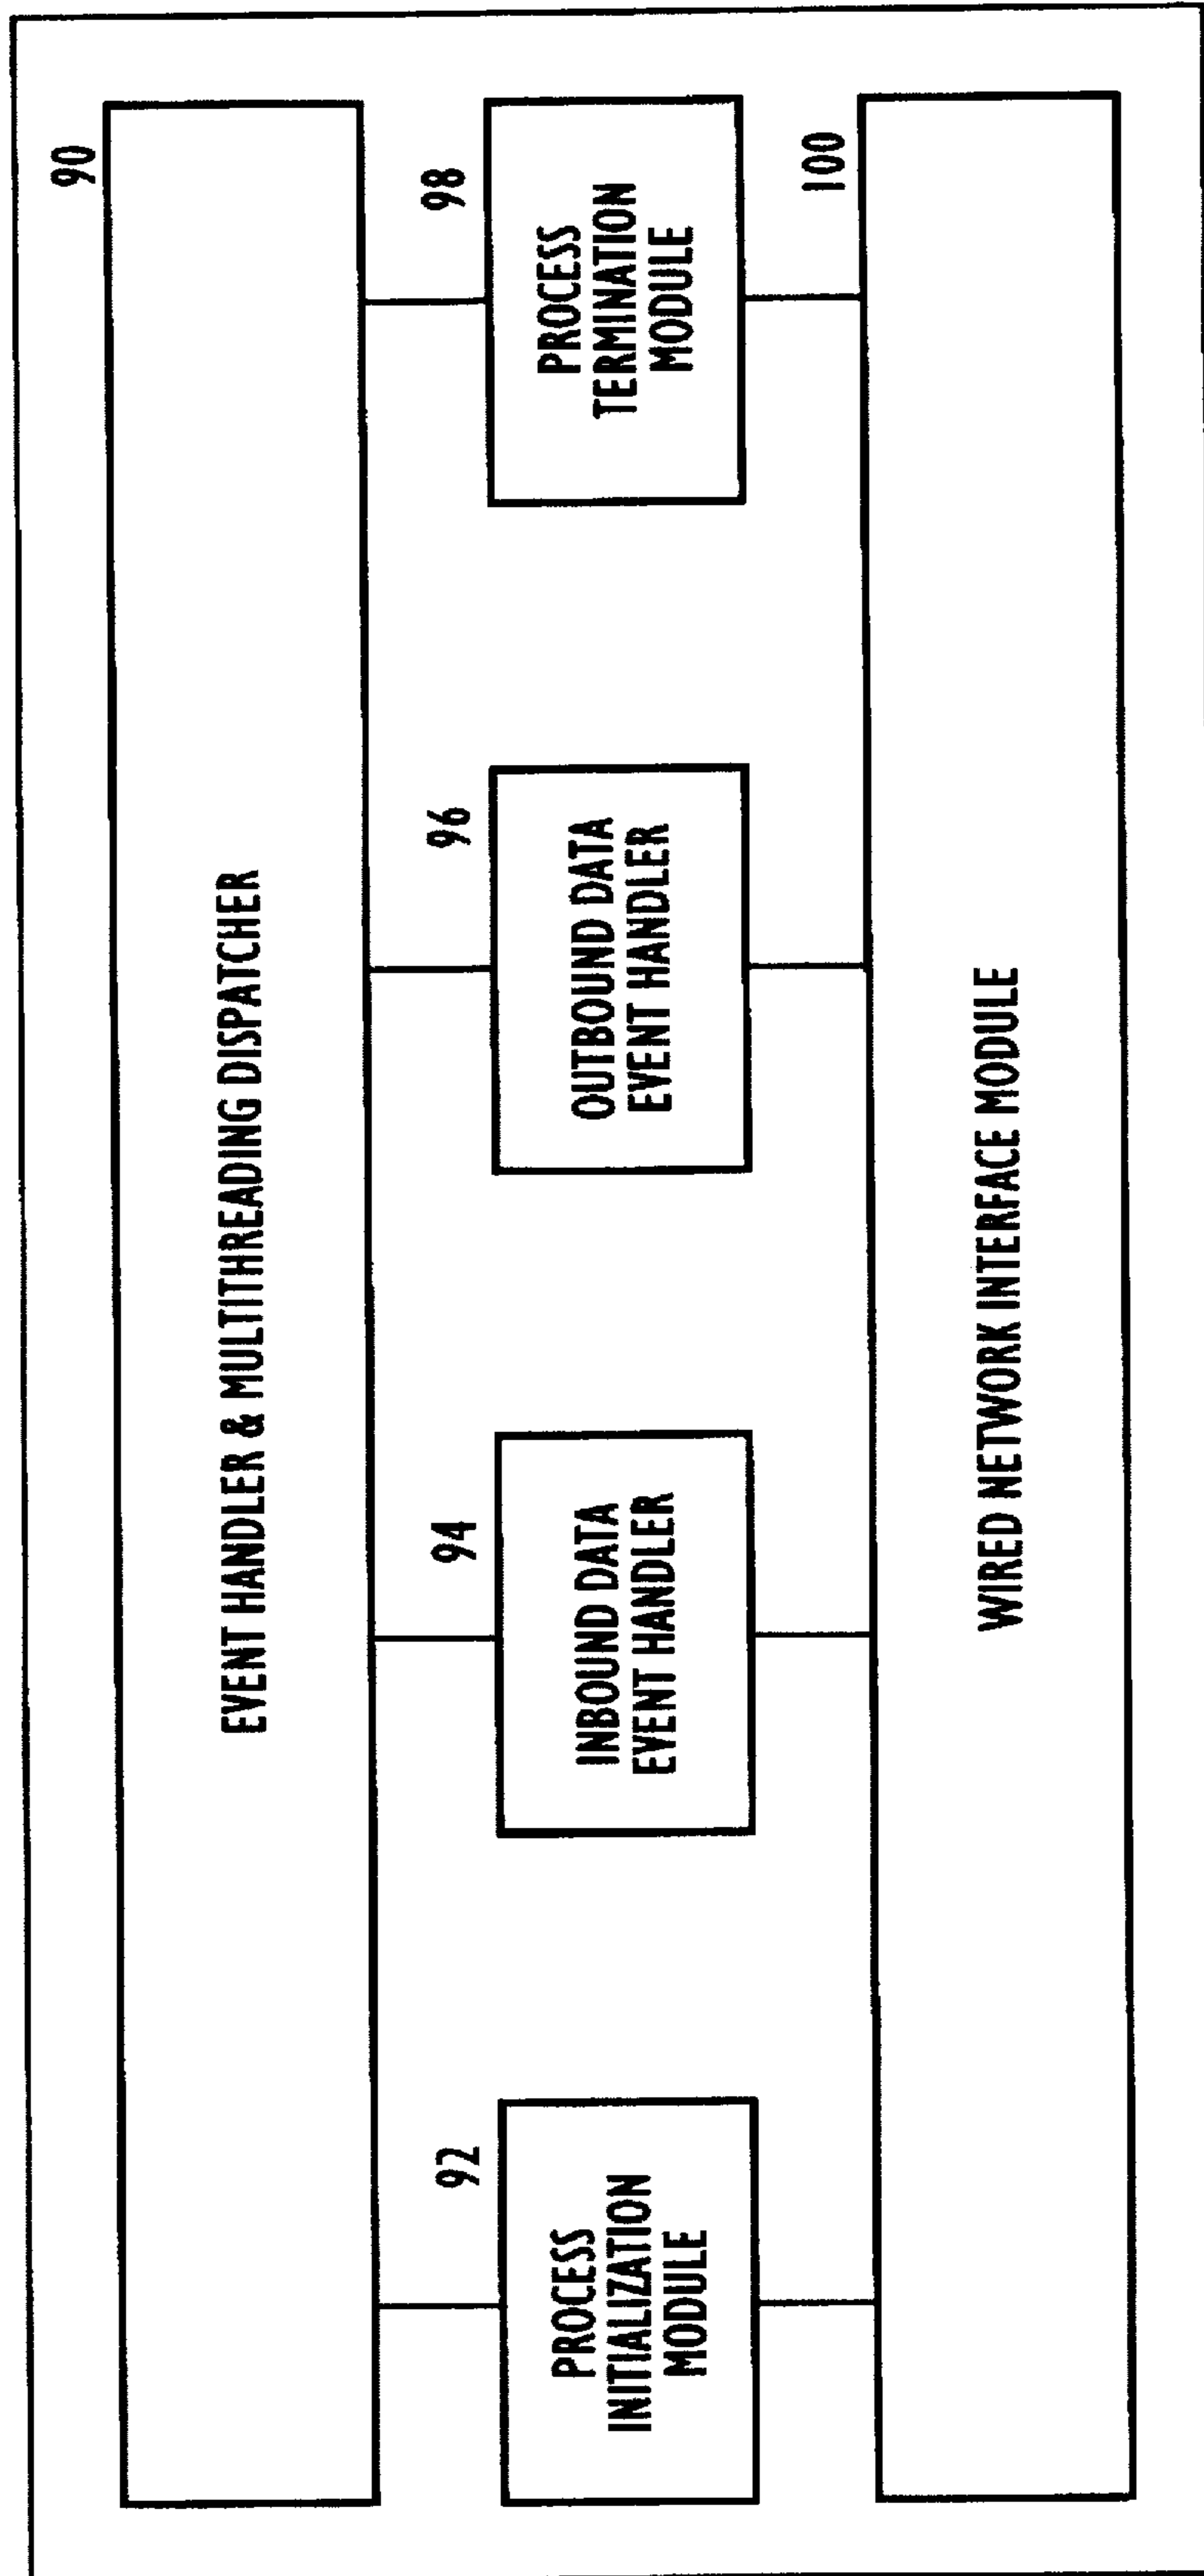 90
EVENT HANDLER & MULTITHREADING DISPATCHER
92
PROCESS
INITIALIZATION
MODULE
94
INBOUND DATA
EVENT HANDLER
96
OUTBOUND DATA
EVENT HANDLER
98
PROCESS
TERMINATION
MODULE
100
WIRED NETWORK INTERFACE MODULE